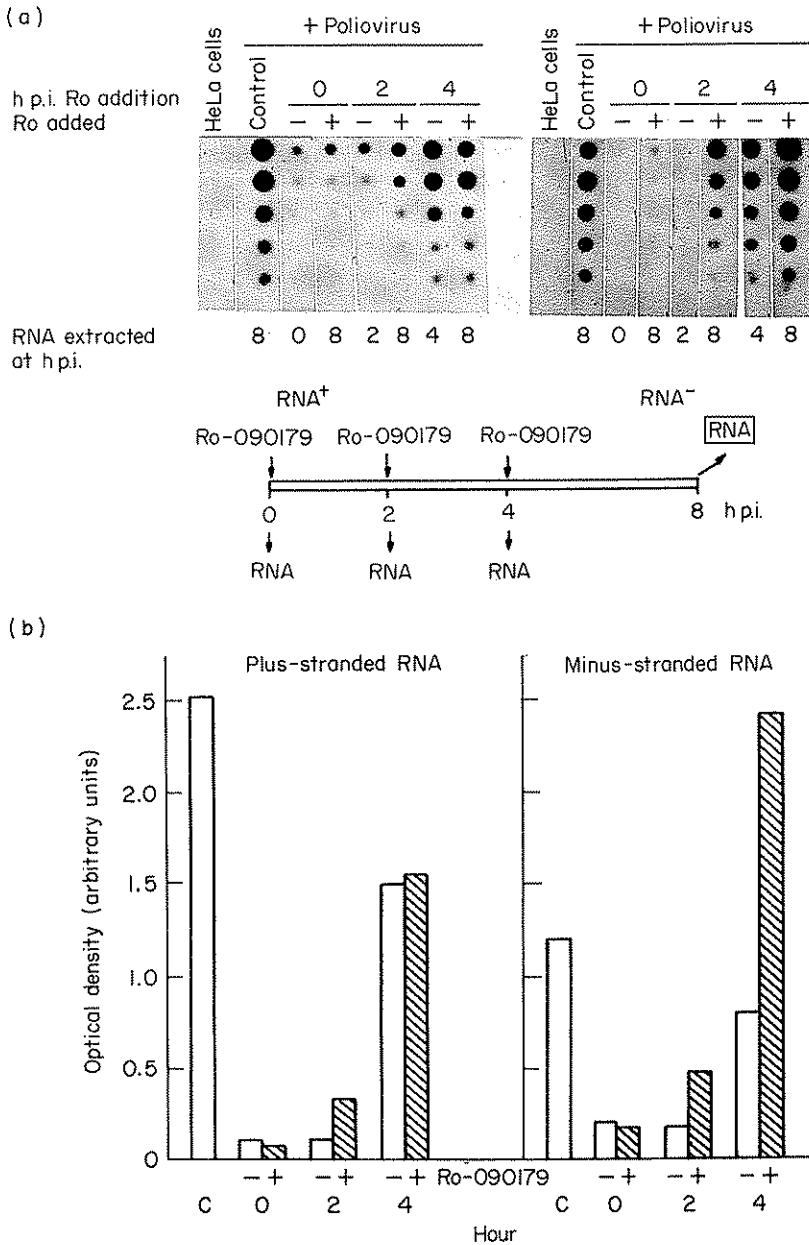 (a)
+ Poliovirus
+ Poliovirus
HeLa cells
Control
0 2 4
HeLa cells
Control
0 2 4
h p.i. Ro addition
Ro added
− + − + − +
− + − + − +
RNA extracted
at h p.i.
8 0 8 2 8 4 8
8 0 8 2 8 4 8
RNA+
RNA−
Ro-090179 Ro-090179 Ro-090179
RNA
0 2 4 8 h p.i.
RNA RNA RNA
(b)
Plus-stranded RNA
Minus-stranded RNA
Optical density (arbitrary units)
2.5
2.0
1.5
1.0
0.5
0
− + − + − + Ro-090179 − + − + − +
C 0 2 4 C 0 2 4
Hour